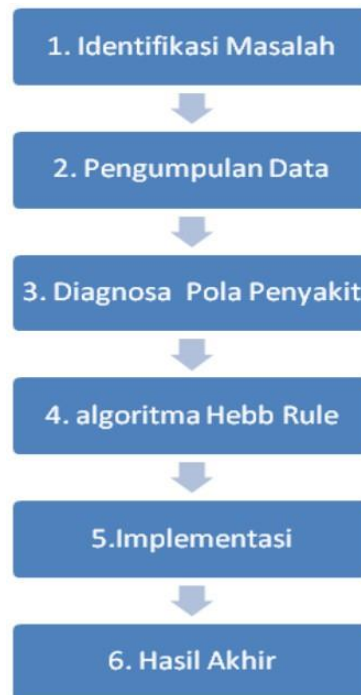 1. Identifikasi Masalah
2. Pengumpulan Data
3. Diagnosa Pola Penyakit
4. algoritma Hebb Rule
5.Implementasi
6. Hasil Akhir